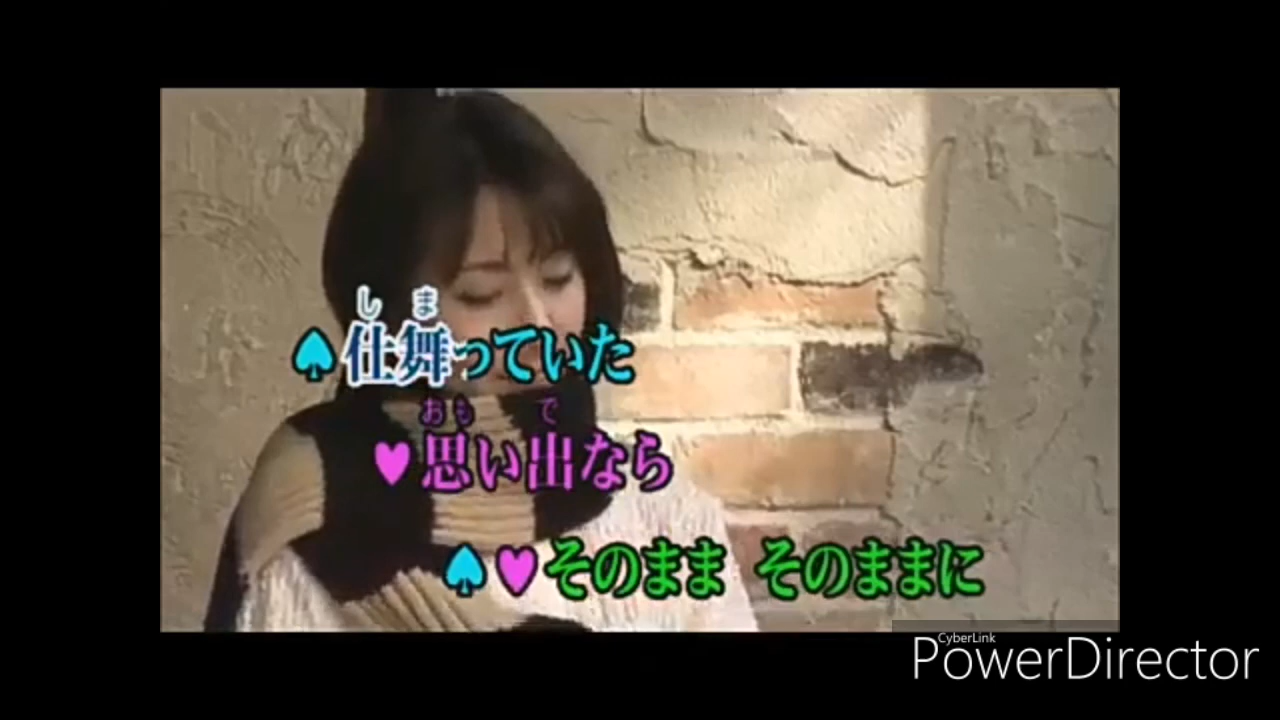 し ま
♠仕舞っていた
おも で
♥思い出なら
♠♥そのまま そのままに
CyberLink
PowerDirector